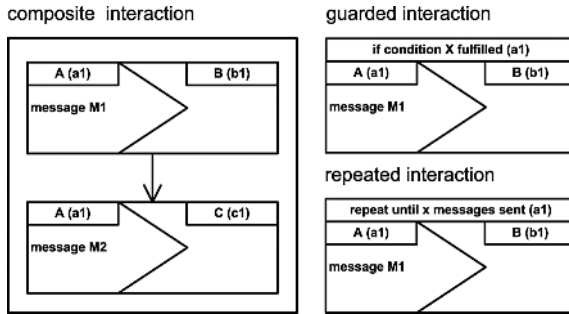 composite interaction
A (a1) B (b1)
message M1
A (a1) C (c1)
message M2
guarded interaction
if condition X fulfilled (a1)
A (a1) B (b1)
message M1
repeated interaction
repeat until x messages sent (a1)
A (a1) B (b1)
message M1